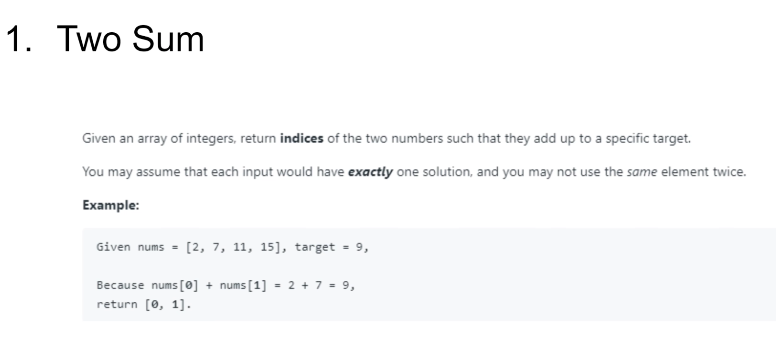 1. Two Sum
Given an array of integers, return indices of the two numbers such that they add up to a specific target.
You may assume that each input would have exactly one solution, and you may not use the same element twice.
Example:
Given nums = [2, 7, 11, 15], target = 9,
Because nums[0] + nums[1] = 2 + 7 = 9,
return [0, 1].